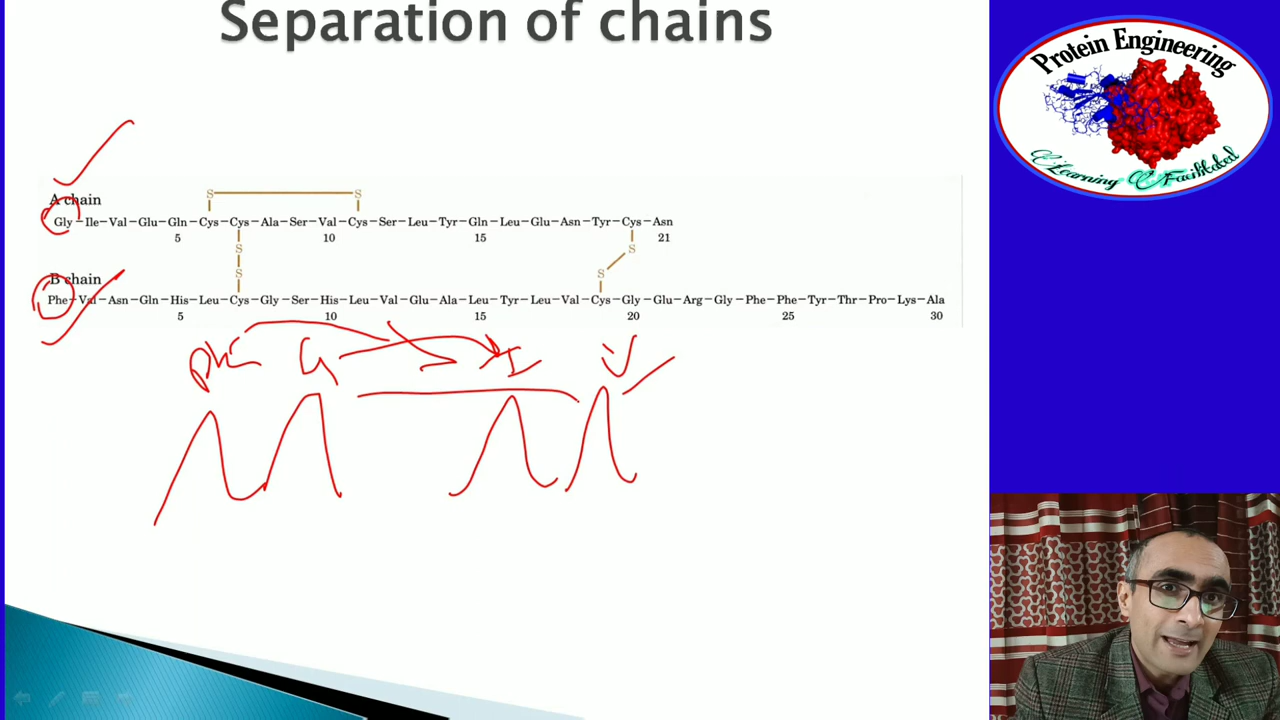 Separation of chains
Protein Engineering
eLearning eFacilitated
A chain
S S
Gly–Ile–Val–Glu–Gln–Cys–Cys–Ala–Ser–Val–Cys–Ser–Leu–Tyr–Gln–Leu–Glu–Asn–Tyr–Cys–Asn
5 10 15 21
S S
S S
B chain
Phe–Val–Asn–Gln–His–Leu–Cys–Gly–Ser–His–Leu–Val–Glu–Ala–Leu–Tyr–Leu–Val–Cys–Gly–Glu–Arg–Gly–Phe–Phe–Tyr–Thr–Pro–Lys–Ala
5 10 15 20 25 30
Phe G I V